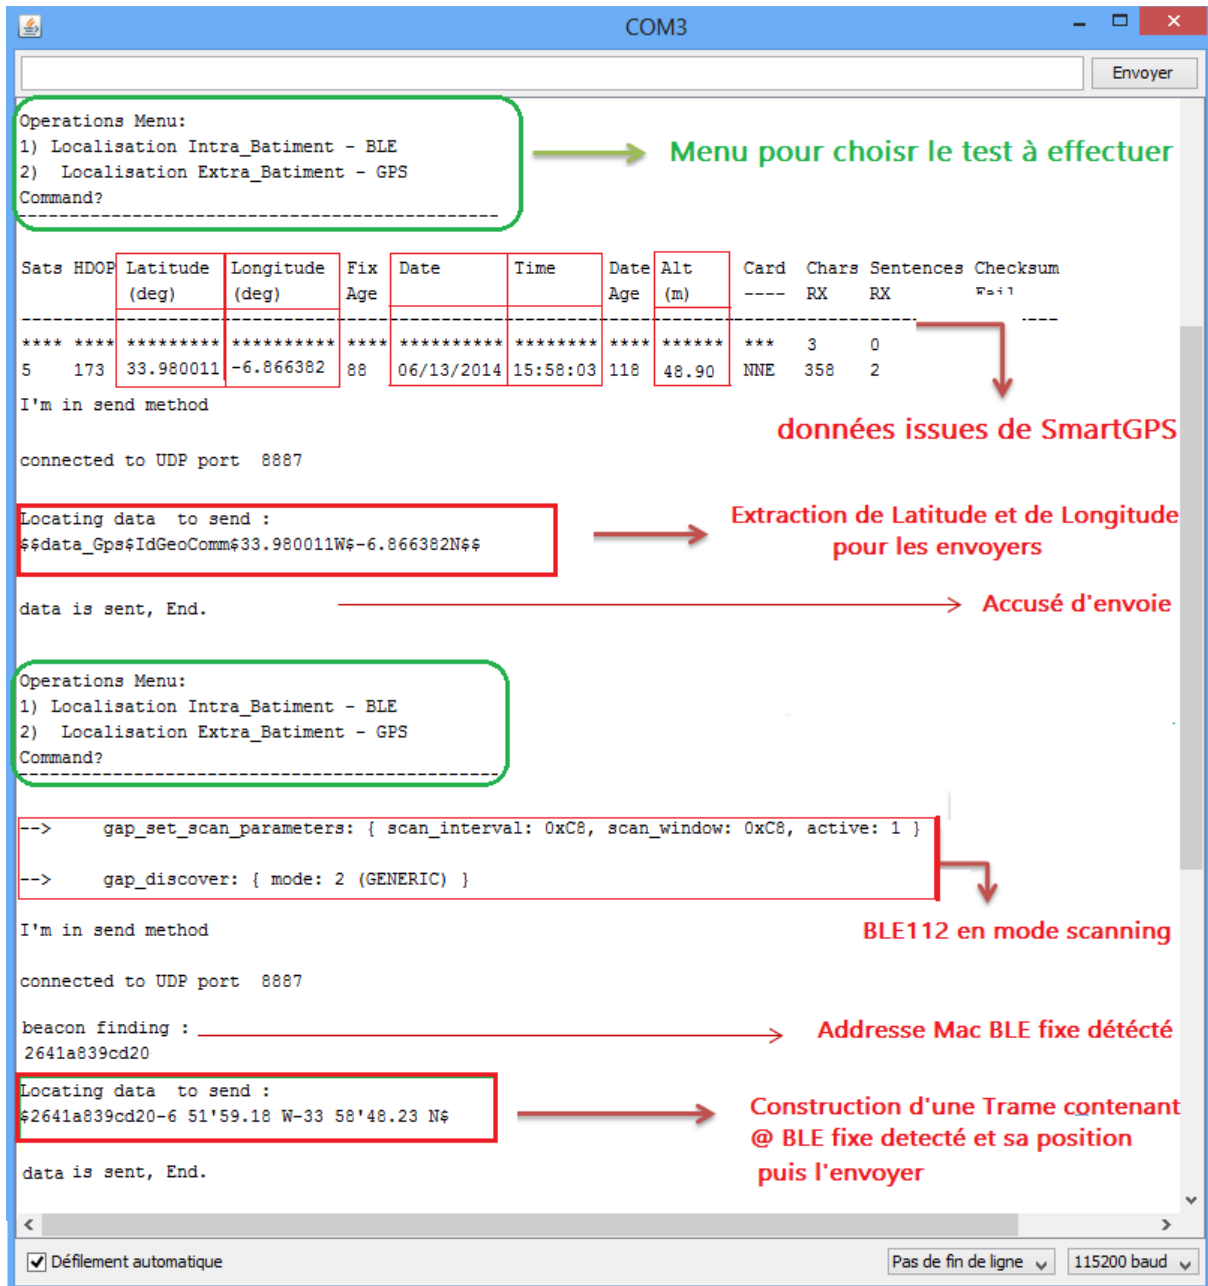 COM3
Envoyer
Operations Menu:
1) Localisation Intra_Batiment - BLE
2)  Localisation Extra_Batiment - GPS
Command?
-----------------------------------------------
Menu pour choisr le test à effectuer
Sats HDOP Latitude Longitude Fix Date Time Date Alt Card Chars Sentences Checksum
(deg) (deg) Age Age (m) ---- RX RX Fail
**** **** ********* ********** **** ********** ******** **** ****** *** 3 0
5 173 33.980011 -6.866382 88 06/13/2014 15:58:03 118 48.90 NNE 358 2
I'm in send method
données issues de SmartGPS
connected to UDP port  8887
Locating data  to send :
$$data_Gps$IdGeoComm$33.980011W$-6.866382N$$
Extraction de Latitude et de Longitude
pour les envoyers
data is sent, End.
Accusé d'envoie
Operations Menu:
1) Localisation Intra_Batiment - BLE
2)  Localisation Extra_Batiment - GPS
Command?
-----------------------------------------------
-->     gap_set_scan_parameters: { scan_interval: 0xC8, scan_window: 0xC8, active: 1 }
-->     gap_discover: { mode: 2 (GENERIC) }
I'm in send method
BLE112 en mode scanning
connected to UDP port  8887
beacon finding :
2641a839cd20
Addresse Mac BLE fixe détécté
Locating data  to send :
$2641a839cd20-6 51'59.18 W-33 58'48.23 N$
Construction d'une Trame contenant
@ BLE fixe detecté et sa position
puis l'envoyer
data is sent, End.
Défilement automatique
Pas de fin de ligne
115200 baud